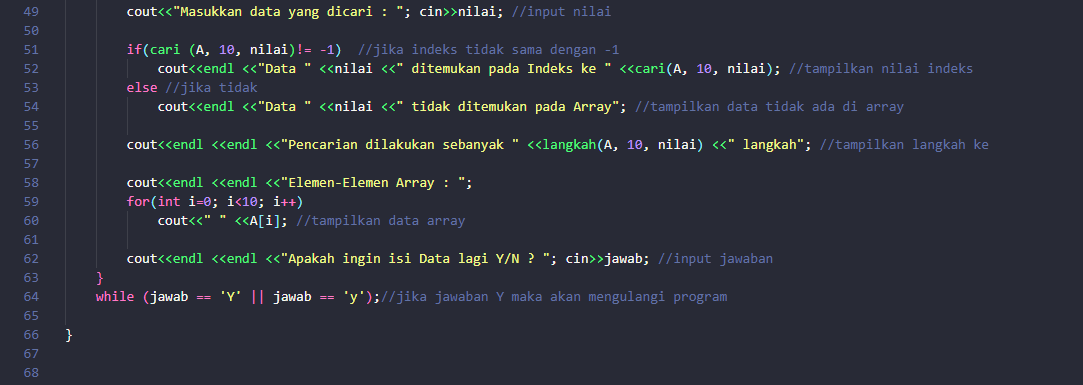 49 cout<<"Masukkan data yang dicari : "; cin>>nilai; //input nilai
50
51 if(cari (A, 10, nilai)!= -1)  //jika indeks tidak sama dengan -1
52 cout<<endl <<"Data " <<nilai <<" ditemukan pada Indeks ke " <<cari(A, 10, nilai); //tampilkan nilai indeks
53 else //jika tidak
54 cout<<endl <<"Data " <<nilai <<" tidak ditemukan pada Array"; //tampilkan data tidak ada di array
55
56 cout<<endl <<endl <<"Pencarian dilakukan sebanyak " <<langkah(A, 10, nilai) <<" langkah"; //tampilkan langkah ke
57
58 cout<<endl <<endl <<"Elemen-Elemen Array : ";
59 for(int i=0; i<10; i++)
60 cout<<" " <<A[i]; //tampilkan data array
61
62 cout<<endl <<endl <<"Apakah ingin isi Data lagi Y/N ? "; cin>>jawab; //input jawaban
63 }
64 while (jawab == 'Y' || jawab == 'y');//jika jawaban Y maka akan mengulangi program
65
66 }
67
68